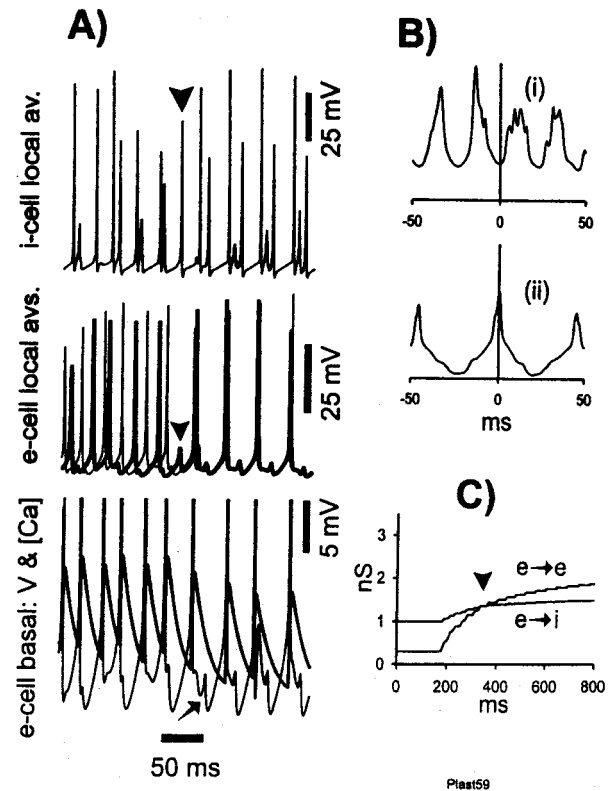 A)
i-cell local av.
25 mV
e-cell local avs.
25 mV
e-cell basal: V & [Ca]
5 mV
50 ms
B)
(i)
-50 0 50
(ii)
-50 0 50
ms
C)
nS
3
2
1
0
e→e
e→i
0 200 400 600 800
ms
Plast59